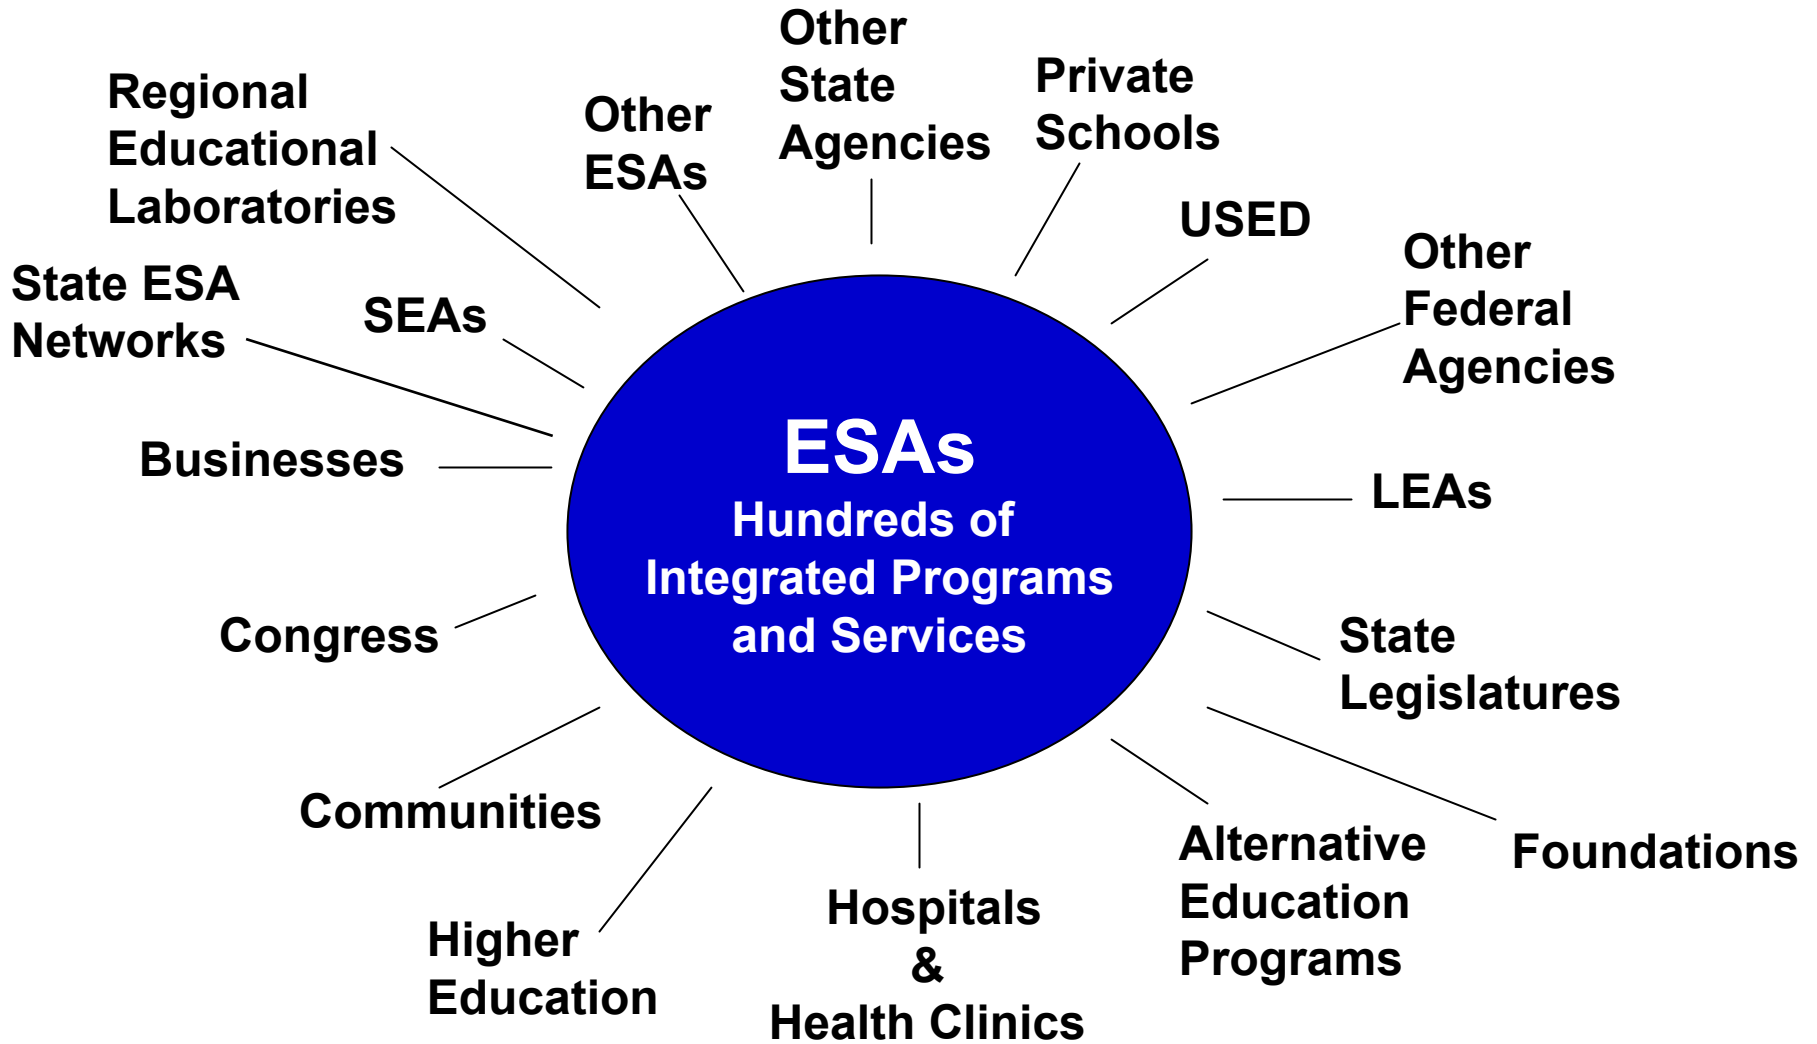 Other
State
Agencies
Private
Schools
Regional
Educational
Laboratories
Other
ESAs
USED
Other
Federal
Agencies
State ESA
Networks
SEAs
Businesses
ESAs
Hundreds of
Integrated Programs
and Services
LEAs
Congress
State
Legislatures
Communities
Alternative
Education
Programs
Foundations
Higher
Education
Hospitals
&
Health Clinics